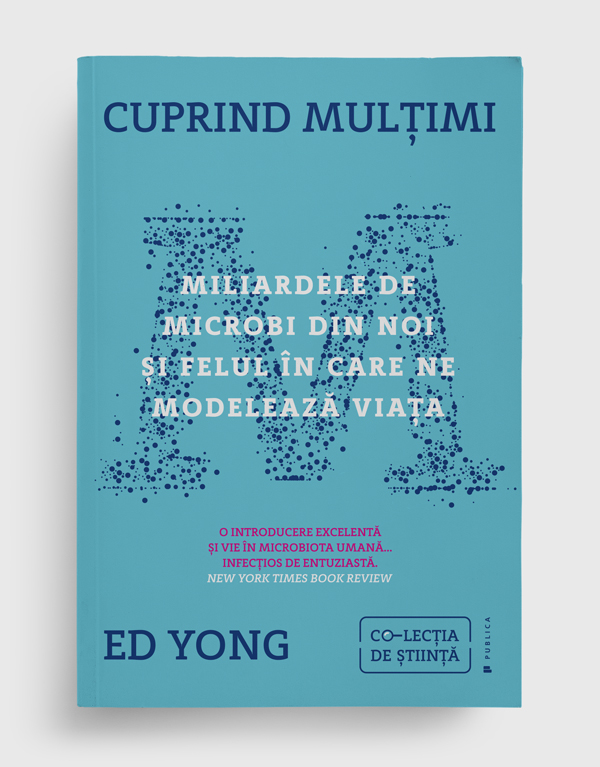 CUPRIND MULȚIMI
MILIARDELE DE
MICROBI DIN NOI
ȘI FELUL ÎN CARE NE
MODELEAZĂ VIAȚA
O INTRODUCERE EXCELENTĂ
ȘI VIE ÎN MICROBIOTA UMANĂ...
INFECȚIOS DE ENTUZIASTĂ.
NEW YORK TIMES BOOK REVIEW
ED YONG
CO—LECȚIA
DE ȘTIINȚĂ
PUBLICA